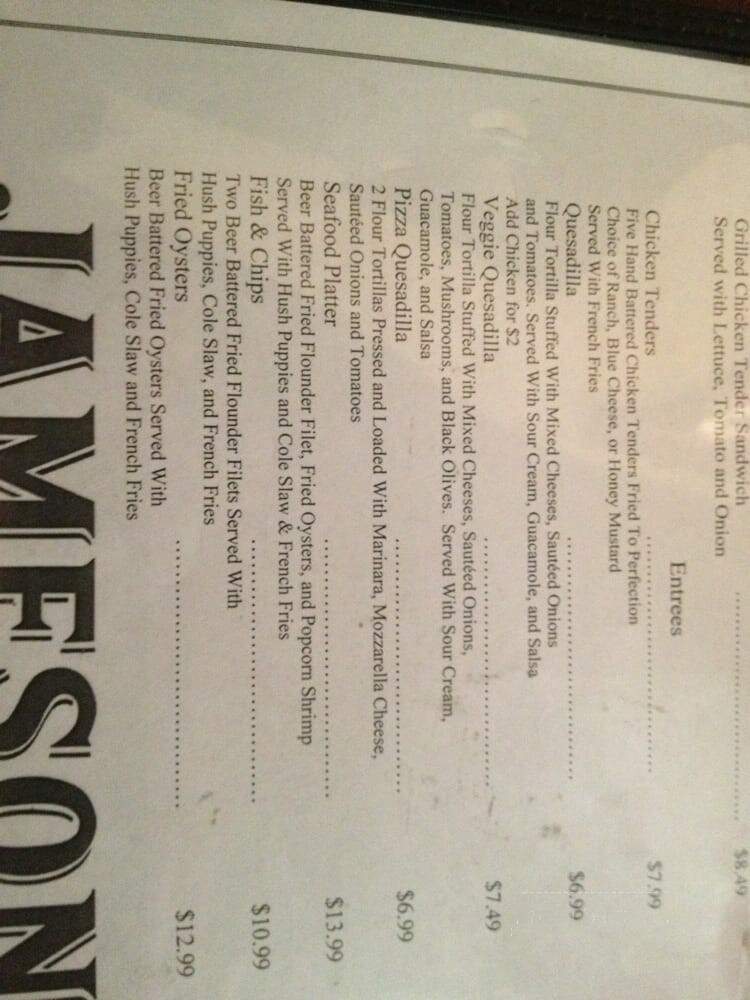 Grilled Chicken Tender Sandwich ........................ $8.49
Served with Lettuce, Tomato and Onion
Entrees
Chicken Tenders ........................ $7.99
Five Hand Battered Chicken Tenders Fried To Perfection
Choice of Ranch, Blue Cheese, or Honey Mustard
Served With French Fries
Quesadilla ........................ $6.99
Flour Tortilla Stuffed With Mixed Cheeses, Sautéed Onions
and Tomatoes. Served With Sour Cream, Guacamole, and Salsa
Add Chicken for $2
Veggie Quesadilla ........................ $7.49
Flour Tortilla Stuffed With Mixed Cheeses, Sautéed Onions,
Tomatoes, Mushrooms, and Black Olives. Served With Sour Cream,
Guacamole, and Salsa
Pizza Quesadilla ........................ $6.99
2 Flour Tortillas Pressed and Loaded With Marinara, Mozzarella Cheese,
Sautéed Onions and Tomatoes
Seafood Platter ........................ $13.99
Beer Battered Fried Flounder Filet, Fried Oysters, and Popcorn Shrimp
Served With Hush Puppies and Cole Slaw & French Fries
Fish & Chips ........................ $10.99
Two Beer Battered Fried Flounder Filets Served With
Hush Puppies, Cole Slaw, and French Fries
Fried Oysters ........................ $12.99
Beer Battered Fried Oysters Served With
Hush Puppies, Cole Slaw and French Fries
JAMESON